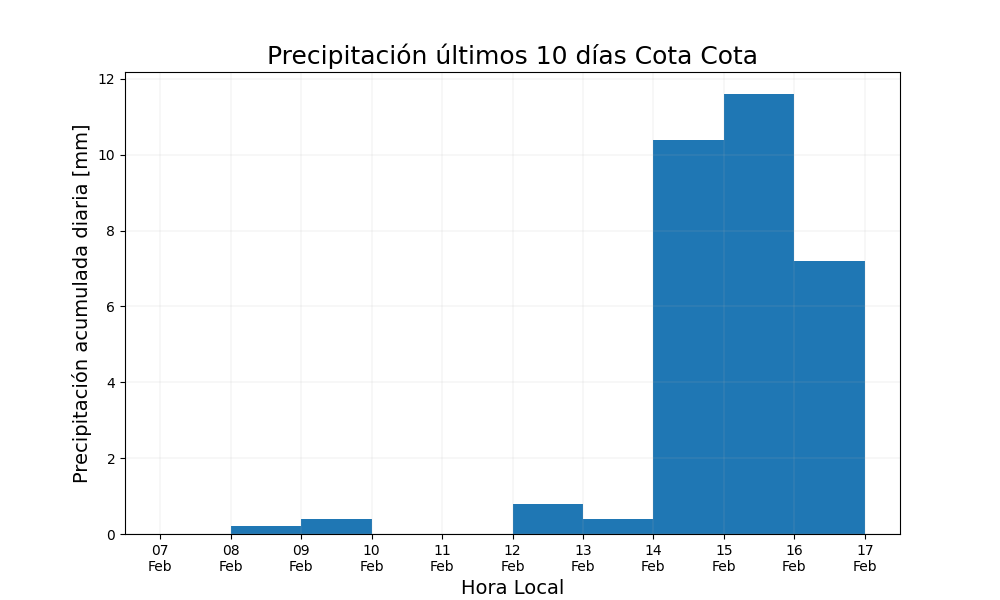 Precipitación últimos 10 días Cota Cota
Precipitación acumulada diaria [mm]
12
10
8
6
4
2
0
07 08 09 10 11 12 13 14 15 16 17
Feb Feb Feb Feb Feb Feb Feb Feb Feb Feb Feb
Hora Local